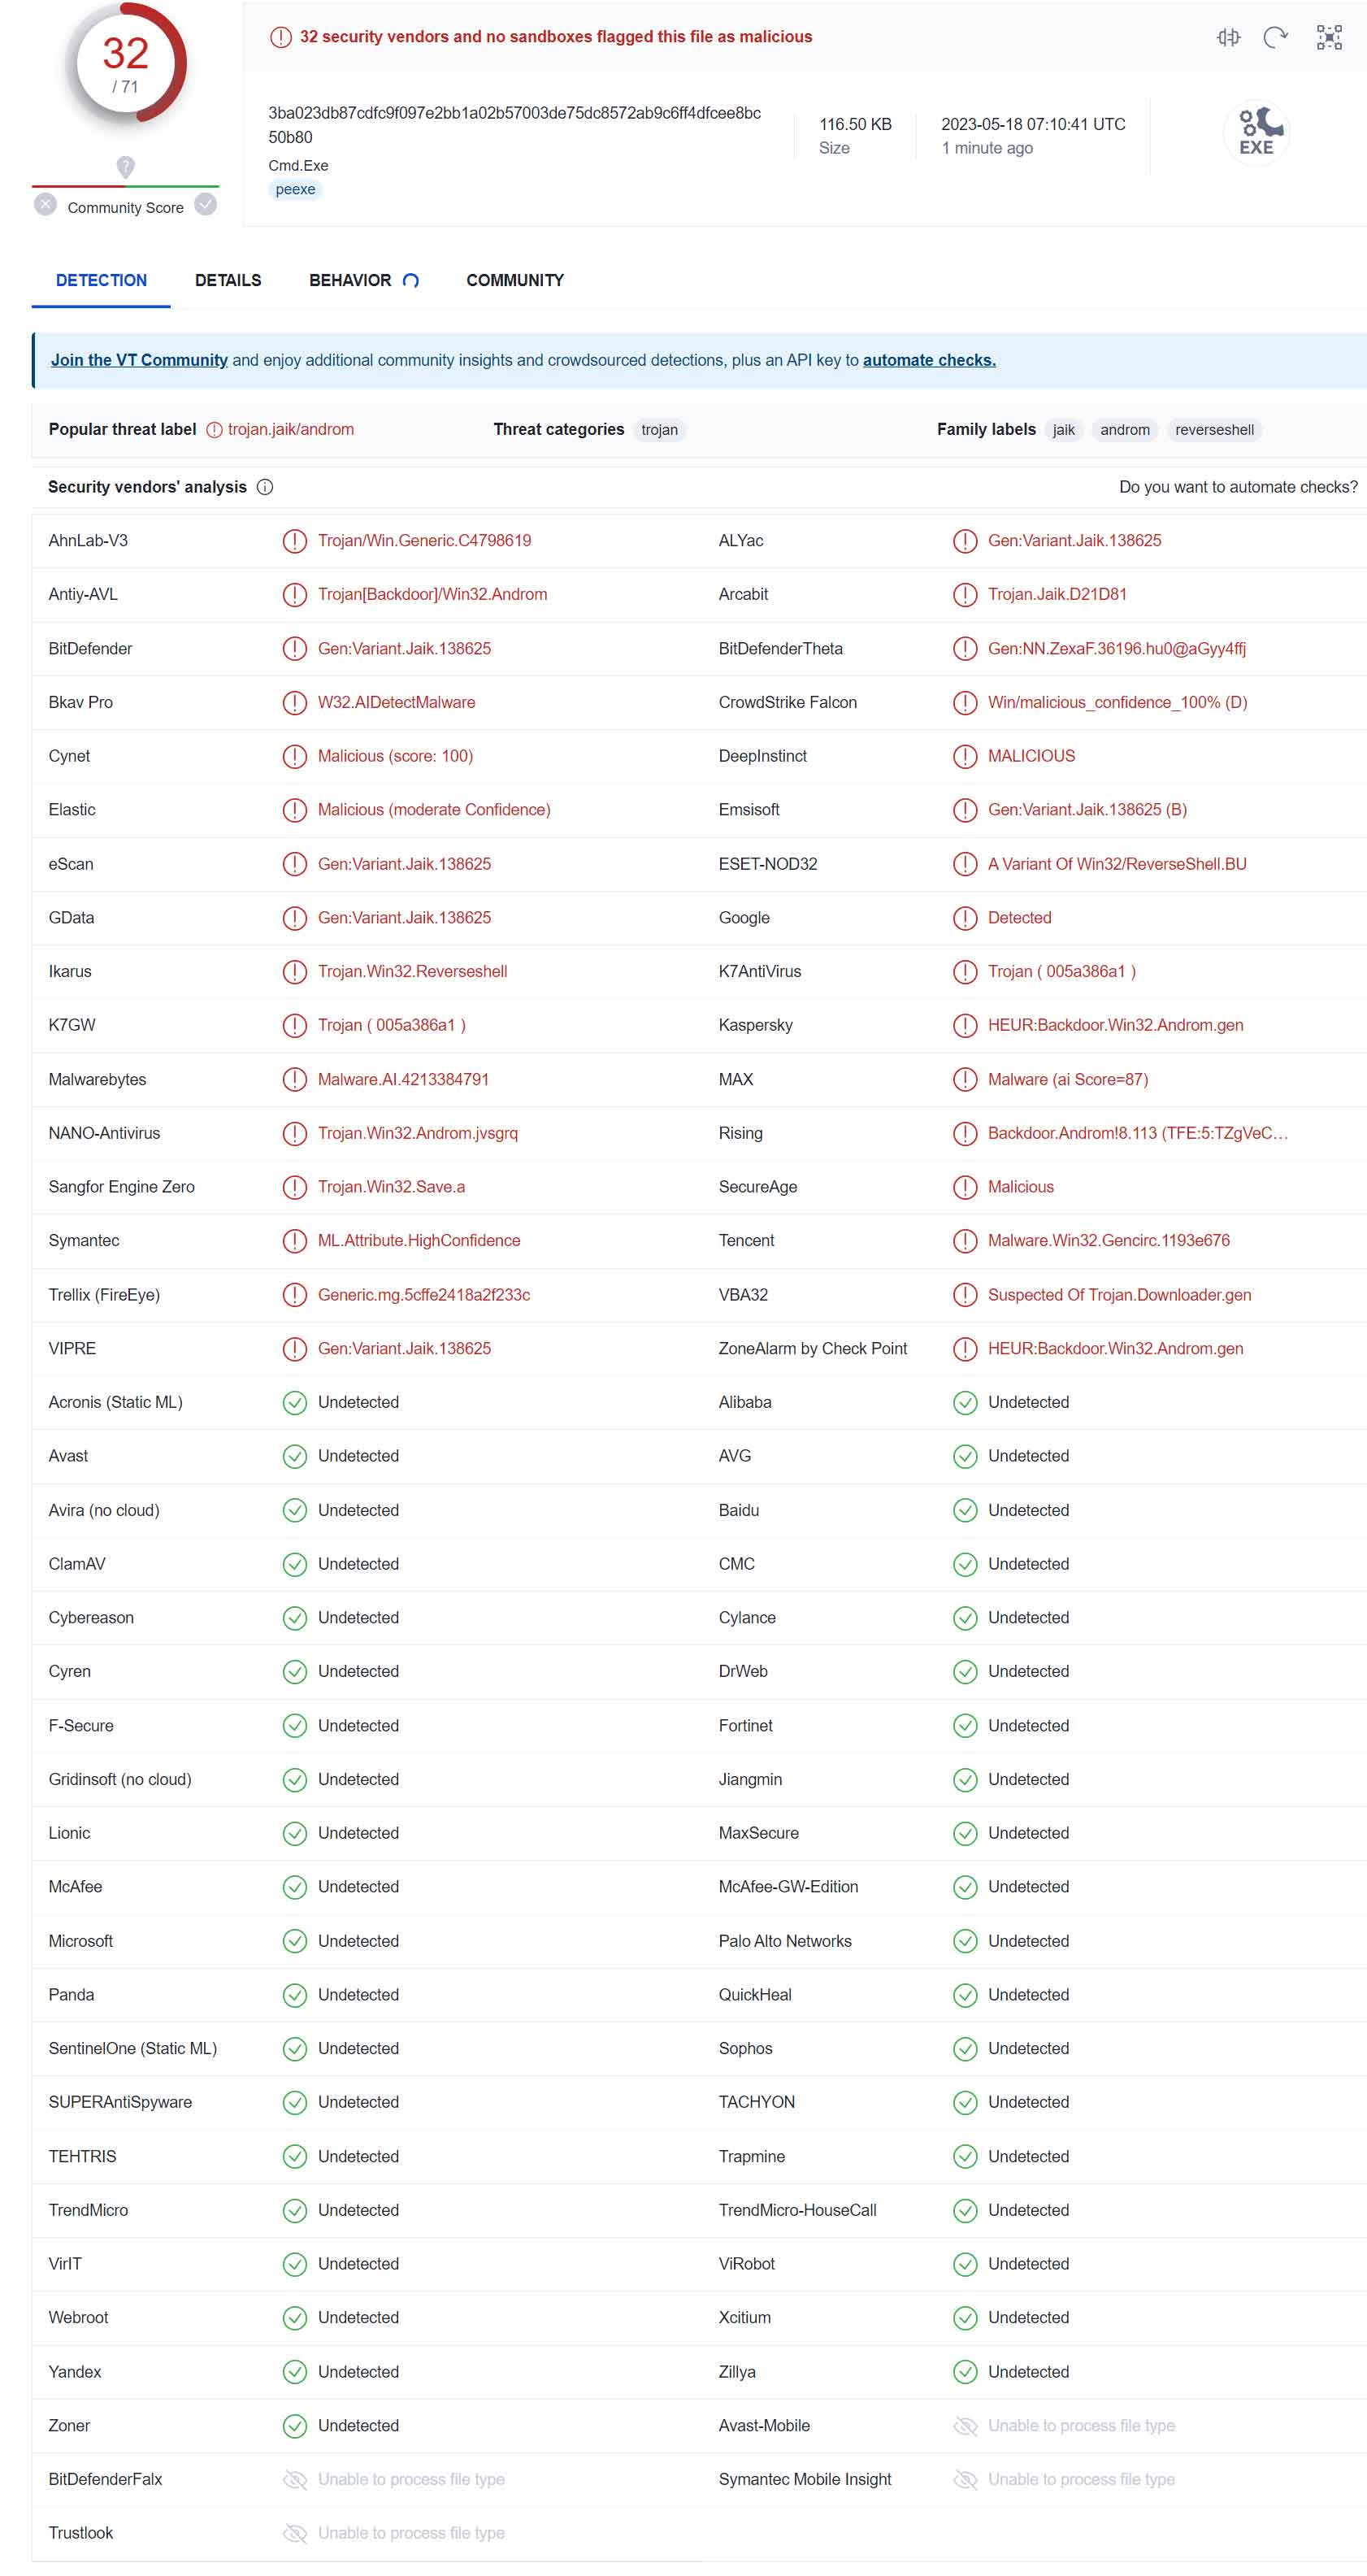 32
/ 71
Community Score
32 security vendors and no sandboxes flagged this file as malicious
3ba023db87cdfc9f097e2bb1a02b57003de75dc8572ab9c6ff4dfcee8bc
50b80
Cmd.Exe
peexe
116.50 KB
Size
2023-05-18 07:10:41 UTC
1 minute ago
EXE
DETECTION DETAILS BEHAVIOR COMMUNITY
Join the VT Community and enjoy additional community insights and crowdsourced detections, plus an API key to automate checks.
Popular threat label trojan.jaik/androm Threat categories trojan Family labels jaik androm reverseshell
Security vendors' analysis Do you want to automate checks?
AhnLab-V3 Trojan/Win.Generic.C4798619 ALYac Gen:Variant.Jaik.138625
Antiy-AVL Trojan[Backdoor]/Win32.Androm Arcabit Trojan.Jaik.D21D81
BitDefender Gen:Variant.Jaik.138625 BitDefenderTheta Gen:NN.ZexaF.36196.hu0@aGyy4ffj
Bkav Pro W32.AIDetectMalware CrowdStrike Falcon Win/malicious_confidence_100% (D)
Cynet Malicious (score: 100) DeepInstinct MALICIOUS
Elastic Malicious (moderate Confidence) Emsisoft Gen:Variant.Jaik.138625 (B)
eScan Gen:Variant.Jaik.138625 ESET-NOD32 A Variant Of Win32/ReverseShell.BU
GData Gen:Variant.Jaik.138625 Google Detected
Ikarus Trojan.Win32.Reverseshell K7AntiVirus Trojan ( 005a386a1 )
K7GW Trojan ( 005a386a1 ) Kaspersky HEUR:Backdoor.Win32.Androm.gen
Malwarebytes Malware.AI.4213384791 MAX Malware (ai Score=87)
NANO-Antivirus Trojan.Win32.Androm.jvsgrq Rising Backdoor.Androm!8.113 (TFE:5:TZgVeC…
Sangfor Engine Zero Trojan.Win32.Save.a SecureAge Malicious
Symantec ML.Attribute.HighConfidence Tencent Malware.Win32.Gencirc.1193e676
Trellix (FireEye) Generic.mg.5cffe2418a2f233c VBA32 Suspected Of Trojan.Downloader.gen
VIPRE Gen:Variant.Jaik.138625 ZoneAlarm by Check Point HEUR:Backdoor.Win32.Androm.gen
Acronis (Static ML) Undetected Alibaba Undetected
Avast Undetected AVG Undetected
Avira (no cloud) Undetected Baidu Undetected
ClamAV Undetected CMC Undetected
Cybereason Undetected Cylance Undetected
Cyren Undetected DrWeb Undetected
F-Secure Undetected Fortinet Undetected
Gridinsoft (no cloud) Undetected Jiangmin Undetected
Lionic Undetected MaxSecure Undetected
McAfee Undetected McAfee-GW-Edition Undetected
Microsoft Undetected Palo Alto Networks Undetected
Panda Undetected QuickHeal Undetected
SentinelOne (Static ML) Undetected Sophos Undetected
SUPERAntiSpyware Undetected TACHYON Undetected
TEHTRIS Undetected Trapmine Undetected
TrendMicro Undetected TrendMicro-HouseCall Undetected
VirIT Undetected ViRobot Undetected
Webroot Undetected Xcitium Undetected
Yandex Undetected Zillya Undetected
Zoner Undetected Avast-Mobile Unable to process file type
BitDefenderFalx Unable to process file type Symantec Mobile Insight Unable to process file type
Trustlook Unable to process file type